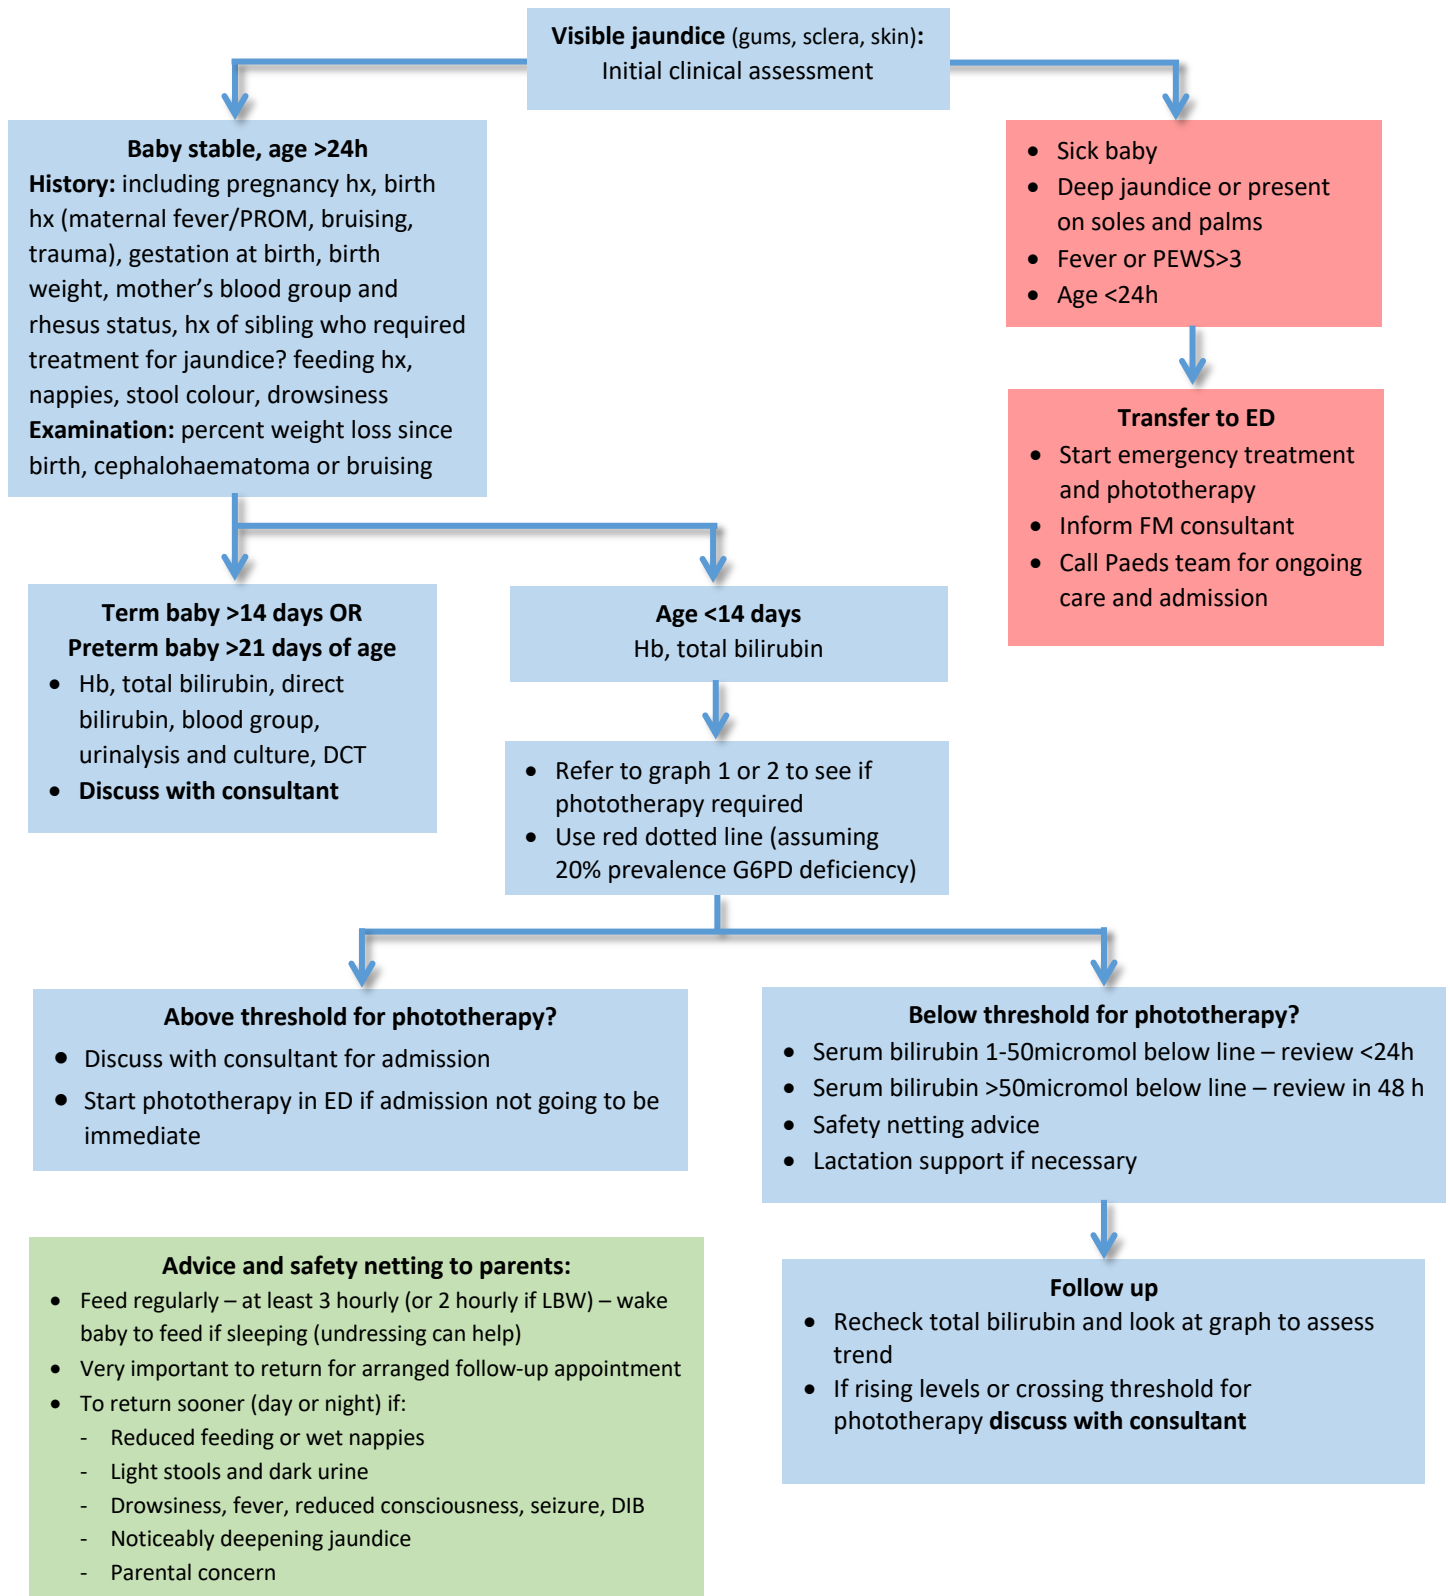 Visible jaundice (gums, sclera, skin):
Initial clinical assessment
Baby stable, age >24h
History: including pregnancy hx, birth
hx (maternal fever/PROM, bruising,
trauma), gestation at birth, birth
weight, mother's blood group and
rhesus status, hx of sibling who required
treatment for jaundice? feeding hx,
nappies, stool colour, drowsiness
Examination: percent weight loss since
birth, cephalohaematoma or bruising
• Sick baby
• Deep jaundice or present
on soles and palms
• Fever or PEWS>3
• Age <24h
Transfer to ED
• Start emergency treatment
and phototherapy
• Inform FM consultant
• Call Paeds team for ongoing
care and admission
Term baby >14 days OR
Preterm baby >21 days of age
• Hb, total bilirubin, direct
bilirubin, blood group,
urinalysis and culture, DCT
• Discuss with consultant
Age <14 days
Hb, total bilirubin
• Refer to graph 1 or 2 to see if
phototherapy required
• Use red dotted line (assuming
20% prevalence G6PD deficiency)
Above threshold for phototherapy?
• Discuss with consultant for admission
• Start phototherapy in ED if admission not going to be
immediate
Below threshold for phototherapy?
• Serum bilirubin 1-50micromol below line – review <24h
• Serum bilirubin >50micromol below line – review in 48 h
• Safety netting advice
• Lactation support if necessary
Advice and safety netting to parents:
• Feed regularly – at least 3 hourly (or 2 hourly if LBW) – wake
baby to feed if sleeping (undressing can help)
• Very important to return for arranged follow-up appointment
• To return sooner (day or night) if:
- Reduced feeding or wet nappies
- Light stools and dark urine
- Drowsiness, fever, reduced consciousness, seizure, DIB
- Noticeably deepening jaundice
- Parental concern
Follow up
• Recheck total bilirubin and look at graph to assess
trend
• If rising levels or crossing threshold for
phototherapy discuss with consultant